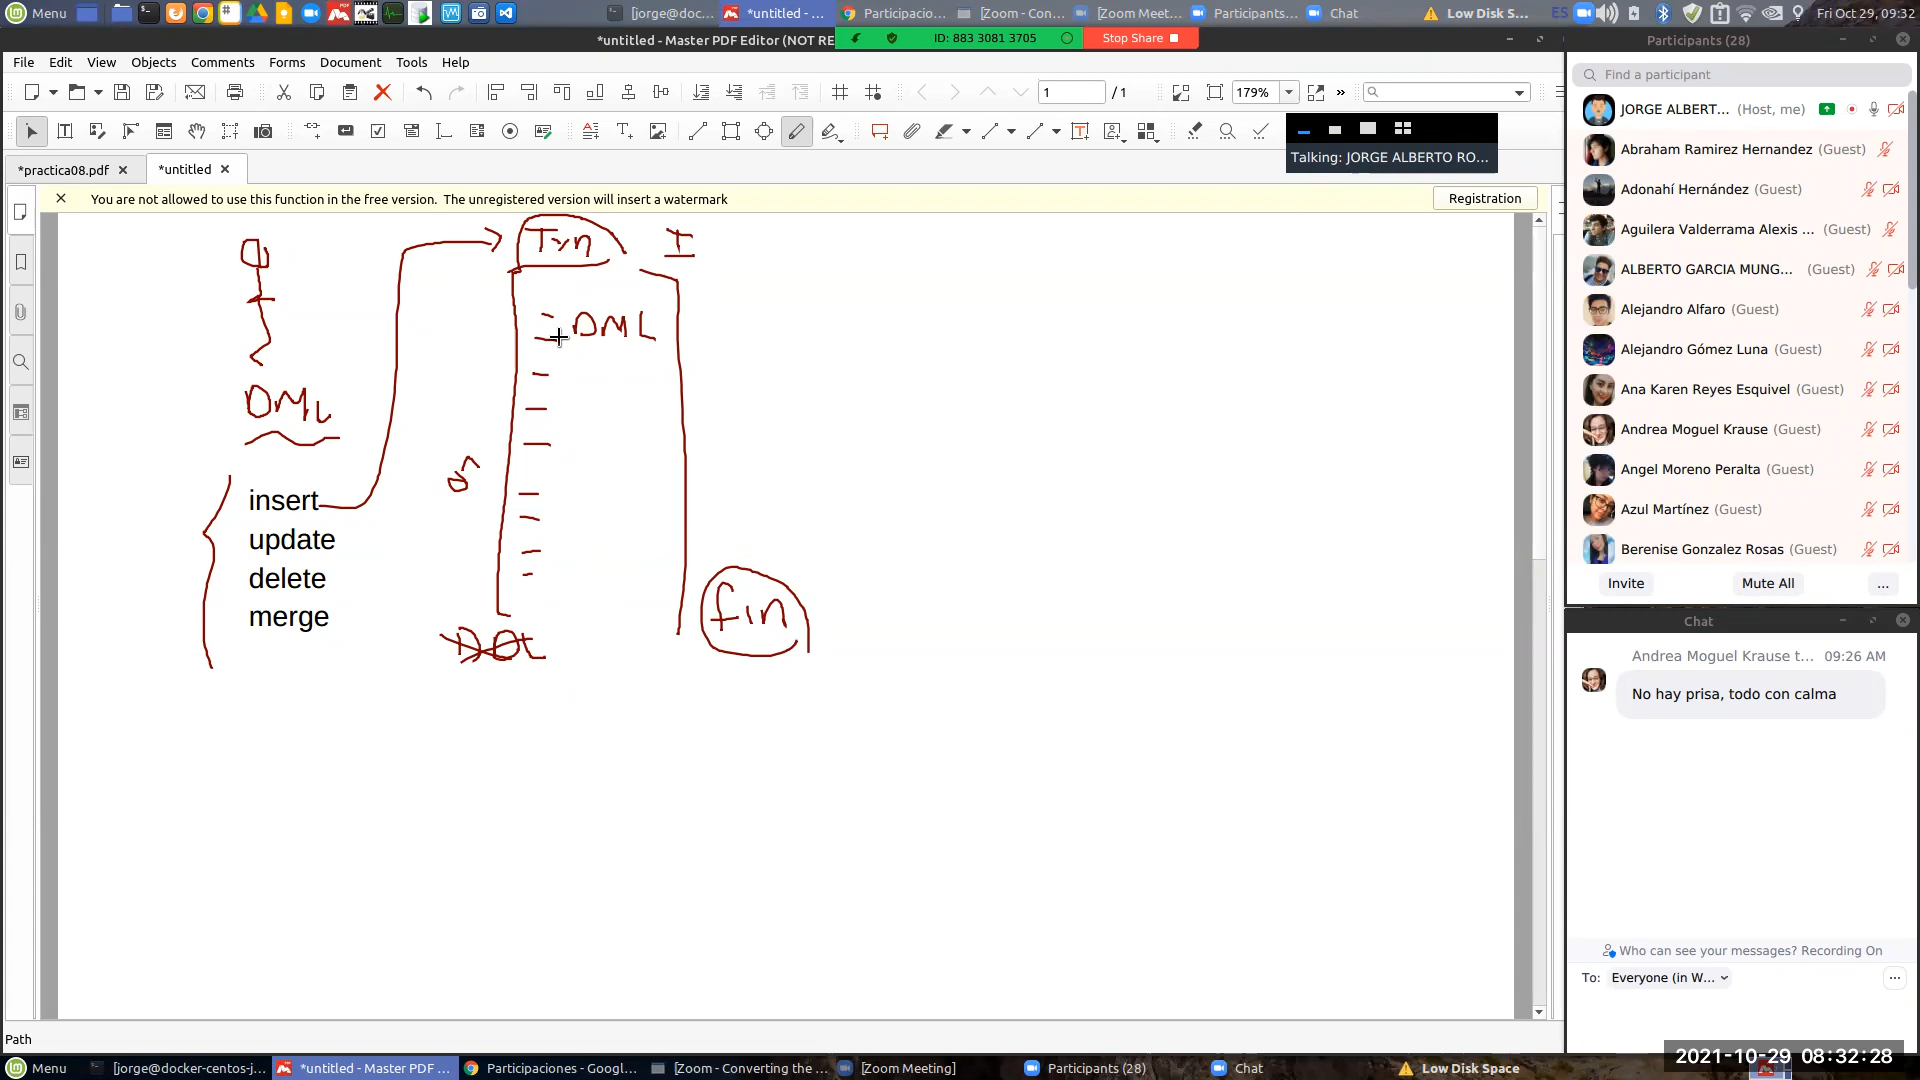 Menu
[jorge@doc...
*untitled - ...
Participacio...
[Zoom - Con...
[Zoom Meet...
Participants...
Chat
Low Disk S...
ES
Fri Oct 29, 09:32
*untitled - Master PDF Editor (NOT RE
ID: 883 3081 3705
Stop Share
Participants (28)
File Edit View Objects Comments Forms Document Tools Help
Find a participant
1 / 1
179%
JORGE ALBERT... (Host, me)
Talking: JORGE ALBERTO RO...
Abraham Ramirez Hernandez (Guest)
*practica08.pdf
*untitled
Adonahí Hernández (Guest)
You are not allowed to use this function in the free version. The unregistered version will insert a watermark
Registration
Aguilera Valderrama Alexis ... (Guest)
ALBERTO GARCIA MUNG... (Guest)
Alejandro Alfaro (Guest)
Alejandro Gómez Luna (Guest)
Ana Karen Reyes Esquivel (Guest)
Andrea Moguel Krause (Guest)
Angel Moreno Peralta (Guest)
Azul Martínez (Guest)
Berenise Gonzalez Rosas (Guest)
Invite
Mute All
...
Txn I
DML
DML
insert
update
delete
merge
fin
Chat
Andrea Moguel Krause t... 09:26 AM
No hay prisa, todo con calma
Who can see your messages? Recording On
To: Everyone (in W...
Path
2021-10-29 08:32:28
Menu
[jorge@docker-centos-j...
*untitled - Master PDF ...
Participaciones - Googl...
[Zoom - Converting the ...
[Zoom Meeting]
Participants (28)
Chat
Low Disk Space